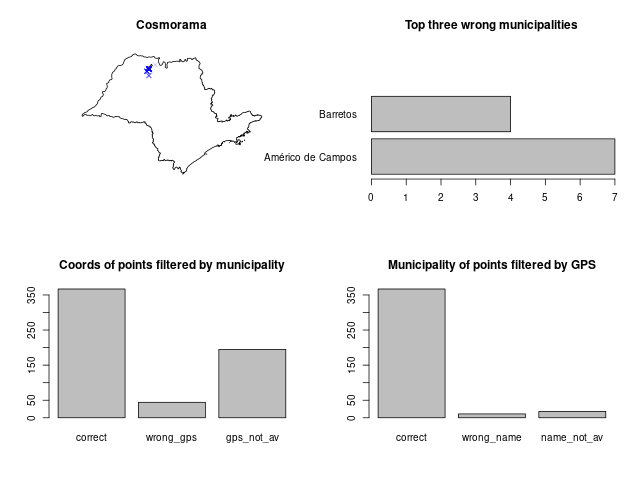 Cosmorama
Top three wrong municipalities
Barretos
Américo de Campos
0 1 2 3 4 5 6 7
Coords of points filtered by municipality
350
250
150
50
0
correct wrong_gps gps_not_av
Municipality of points filtered by GPS
350
250
150
50
0
correct wrong_name name_not_av